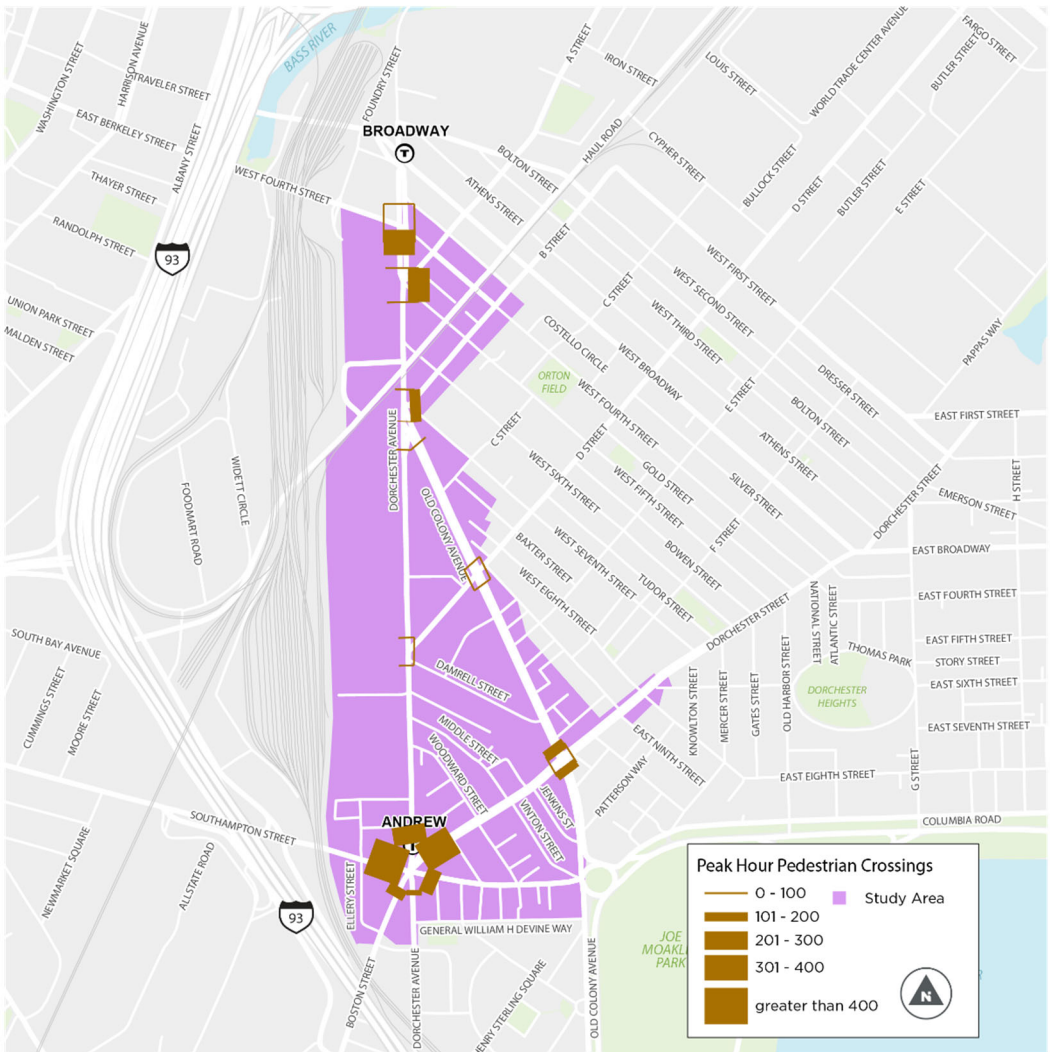 WASHINGTON STREET
HARRISON AVENUE
TRAVELER STREET
EAST BERKELEY STREET
ALBANY STREET
THAYER STREET
RANDOLPH STREET
UNION PARK STREET
MALDEN STREET
93
BASS RIVER
FOUNDRY STREET
BROADWAY
T
WEST FOURTH STREET
A STREET
IRON STREET
HAUL ROAD
LOUIS STREET
WORLD TRADE CENTER AVENUE
FARGO STREET
BUTLER STREET
CYPHER STREET
BOLTON STREET
ATHENS STREET
B STREET
BULLOCK STREET
D STREET
BUTLER STREET
E STREET
WEST FIRST STREET
WEST SECOND STREET
C STREET
WEST THIRD STREET
COSTELLO CIRCLE
WEST BROADWAY
PAPPAS WAY
ORTON
FIELD
WEST FOURTH STREET
E STREET
DRESSER STREET
BOLTON STREET
EAST FIRST STREET
C STREET
D STREET
ATHENS STREET
DORCHESTER AVENUE
WIDETT CIRCLE
FOODMART ROAD
OLD COLONY AVENUE
WEST SIXTH STREET
WEST FIFTH STREET
GOLD STREET
SILVER STREET
DORCHESTER STREET
EMERSON STREET
H STREET
BAXTER STREET
WEST SEVENTH STREET
BOWEN STREET
F STREET
EAST BROADWAY
WEST EIGHTH STREET
TUDOR STREET
NATIONAL STREET
ATLANTIC STREET
EAST FOURTH STREET
DORCHESTER STREET
SOUTH BAY AVENUE
CUMMINGS STREET
MOORE STREET
THOMAS PARK
EAST FIFTH STREET
STORY STREET
EAST SIXTH STREET
DAMRELL STREET
KNOWLTON STREET
MERCER STREET
GATES STREET
OLD HARBOR STREET
DORCHESTER
HEIGHTS
MIDDLE STREET
WOODWARD STREET
EAST NINTH STREET
EAST SEVENTH STREET
G STREET
EAST EIGHTH STREET
JENKINS ST
PATTERSON WAY
VINTON STREET
SOUTHAMPTON STREET
ANDREW
COLUMBIA ROAD
NEWMARKET SQUARE
ALLSTATE ROAD
ELLERY STREET
93
GENERAL WILLIAM H DEVINE WAY
BOSTON STREET
DORCHESTER AVENUE
HENRY STERLING SQUARE
OLD COLONY AVENUE
JOE
MOAKLEY
PARK
Peak Hour Pedestrian Crossings
0 - 100
101 - 200
201 - 300
301 - 400
greater than 400
Study Area
N